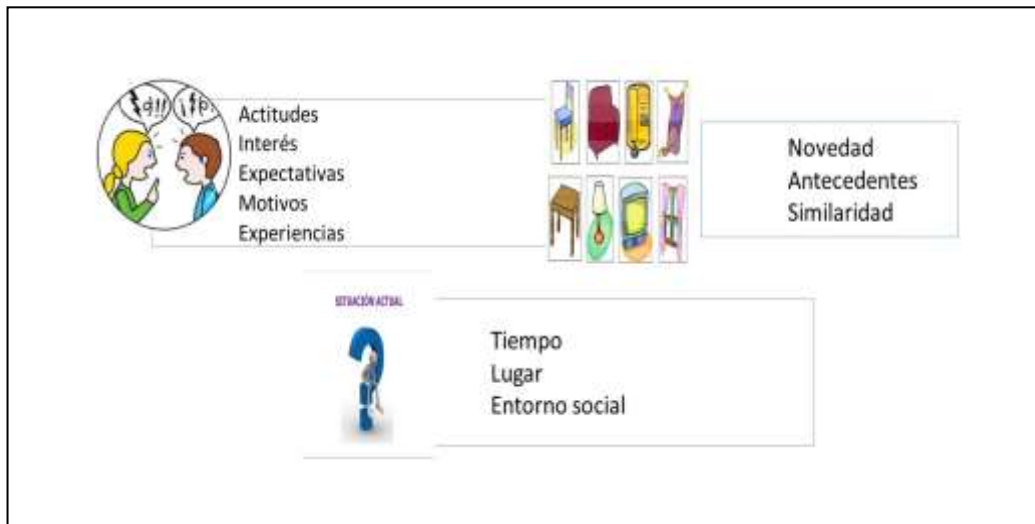 Actitudes
Interés
Expectativas
Motivos
Experiencias
Novedad
Antecedentes
Similaridad
SITUACIÓN ACTUAL
Tiempo
Lugar
Entorno social